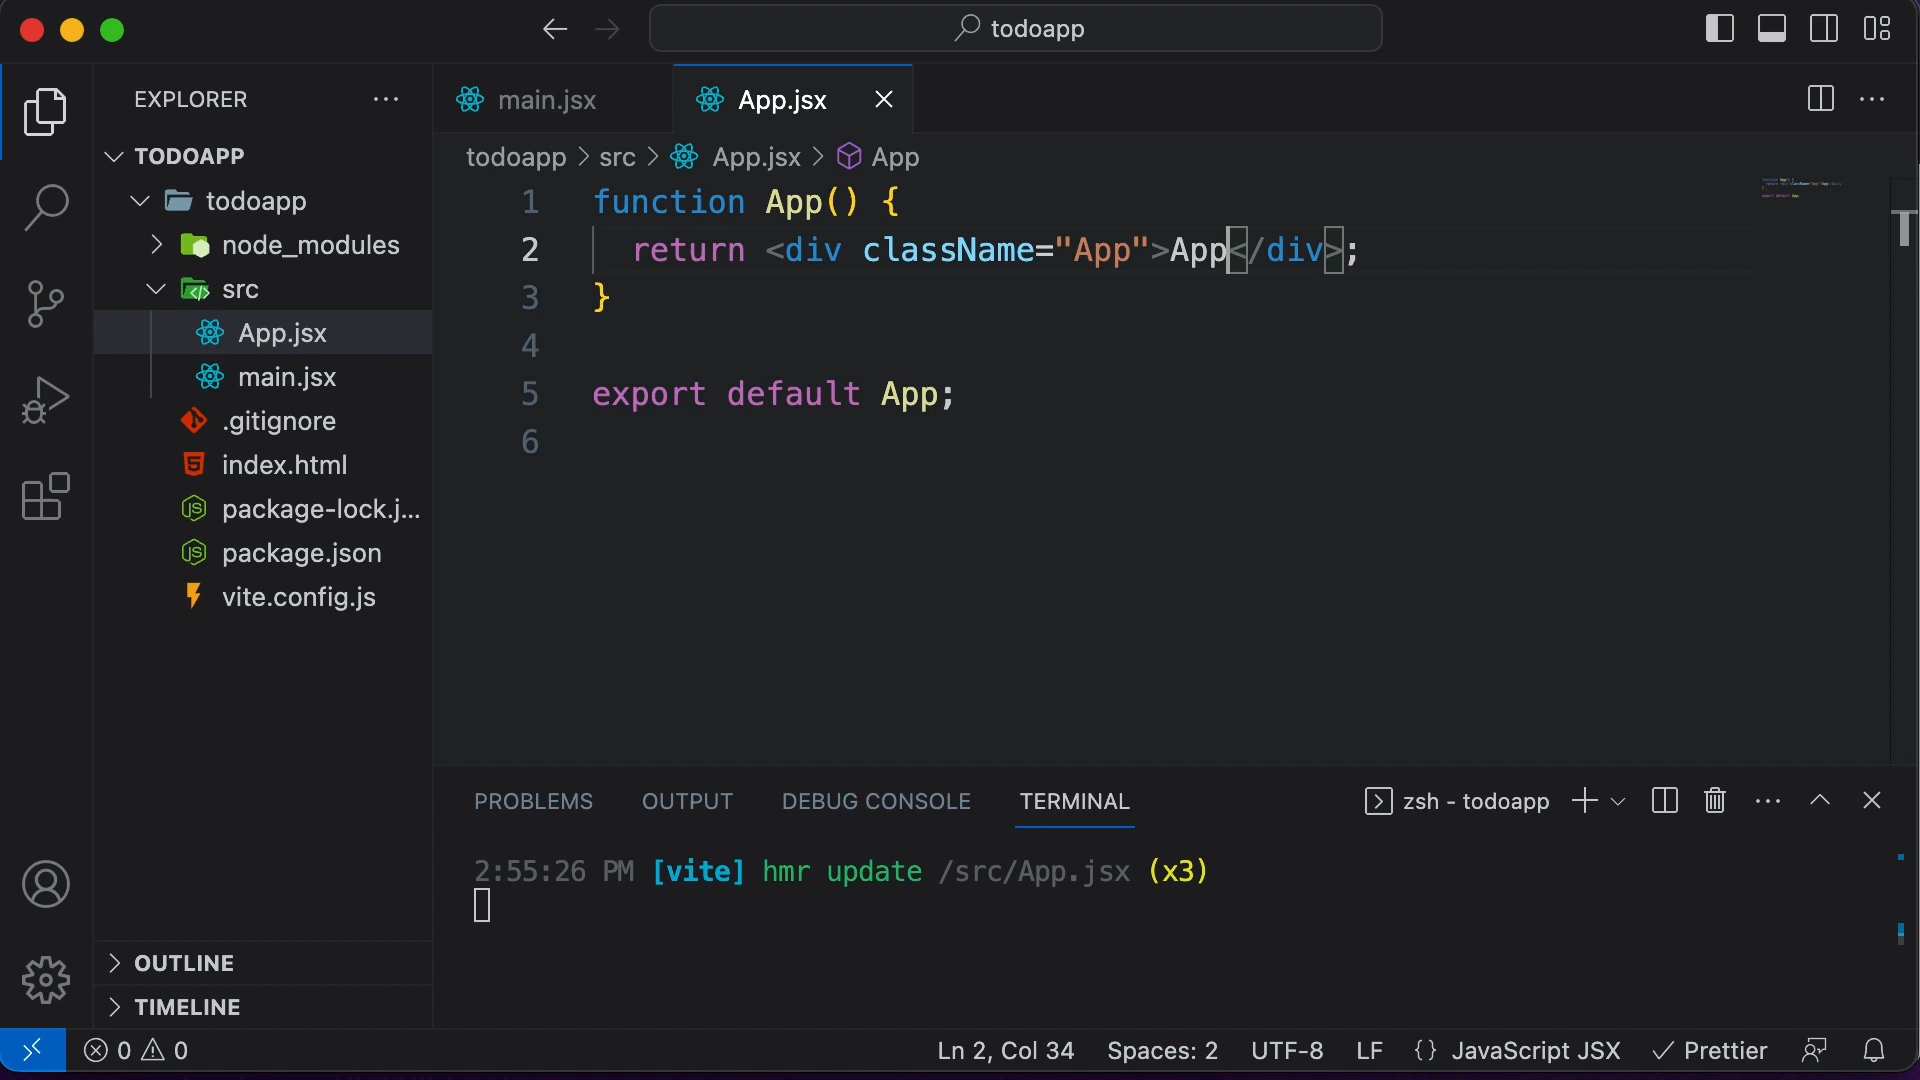 todoapp
EXPLORER
main.jsx
App.jsx
TODOAPP
todoapp
node_modules
src
App.jsx
main.jsx
.gitignore
index.html
package-lock.j...
package.json
vite.config.js
OUTLINE
TIMELINE
todoapp > src > App.jsx > App
1 function App() {
2 return <div className="App">App</div>;
3 }
4
5 export default App;
6
PROBLEMS OUTPUT DEBUG CONSOLE TERMINAL
zsh - todoapp
2:55:26 PM [vite] hmr update /src/App.jsx (x3)
0 0
Ln 2, Col 34 Spaces: 2 UTF-8 LF {} JavaScript JSX Prettier